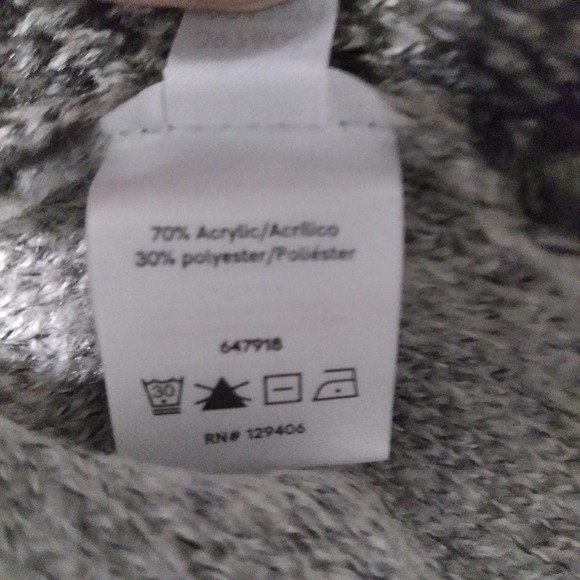 70% Acrylic/Acrílico
30% polyester/Poliéster
647918
30
RN# 129406